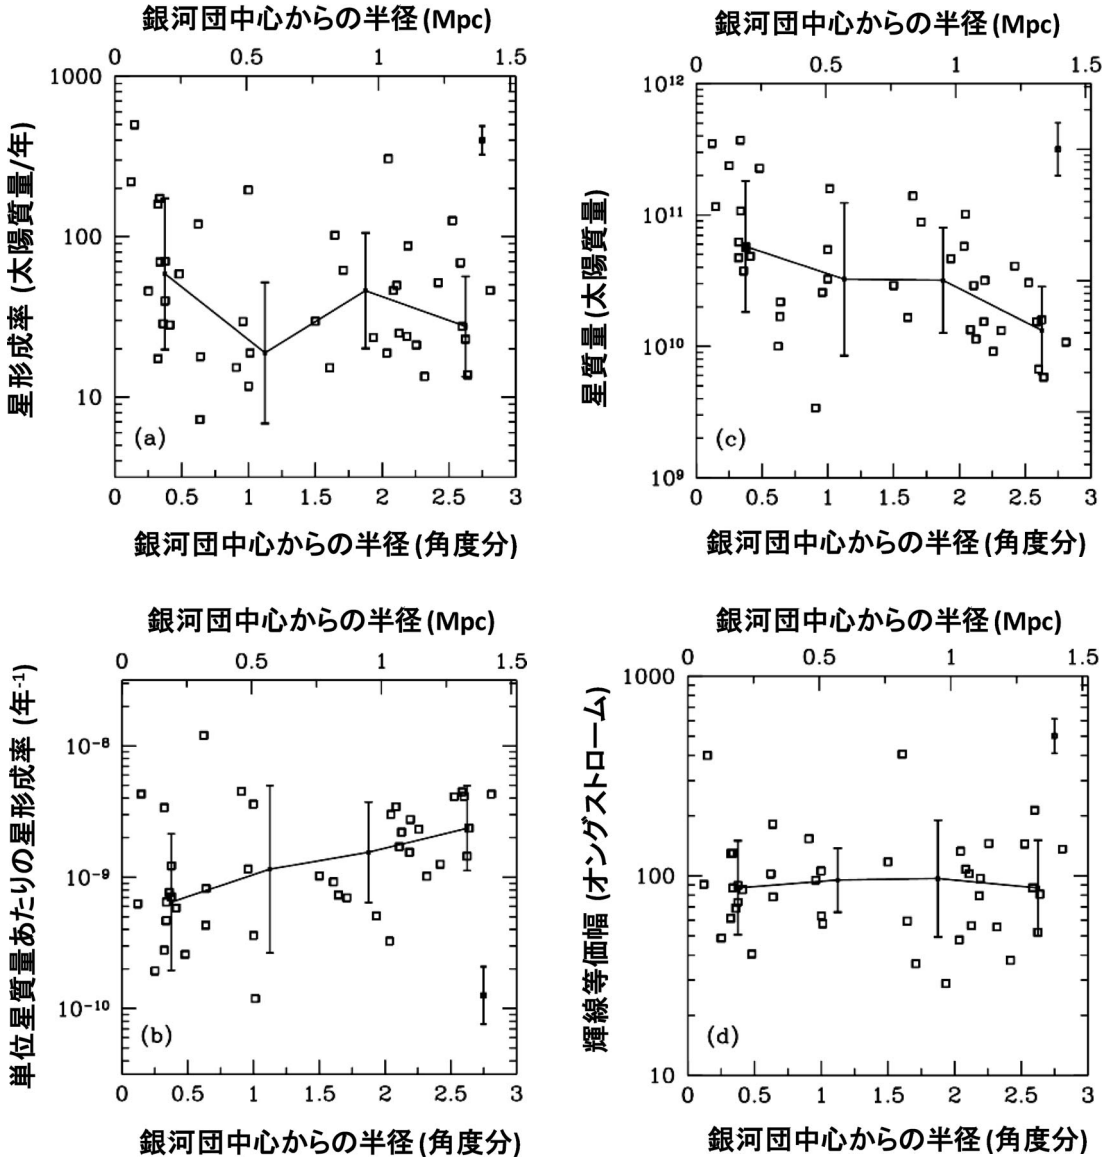 銀河団中心からの半径 (Mpc)
0 0.5 1 1.5
星形成率 (太陽質量/年)
1000
100
10
(a)
0 0.5 1 1.5 2 2.5 3
銀河団中心からの半径 (角度分)
銀河団中心からの半径 (Mpc)
0 0.5 1 1.5
星質量 (太陽質量)
10¹²
10¹¹
10¹⁰
10⁹
(c)
0 0.5 1 1.5 2 2.5 3
銀河団中心からの半径 (角度分)
銀河団中心からの半径 (Mpc)
0 0.5 1 1.5
単位星質量あたりの星形成率 (年⁻¹)
10⁻⁸
10⁻⁹
10⁻¹⁰
(b)
0 0.5 1 1.5 2 2.5 3
銀河団中心からの半径 (角度分)
銀河団中心からの半径 (Mpc)
0 0.5 1 1.5
輝線等価幅 (オングストローム)
1000
100
10
(d)
0 0.5 1 1.5 2 2.5 3
銀河団中心からの半径 (角度分)